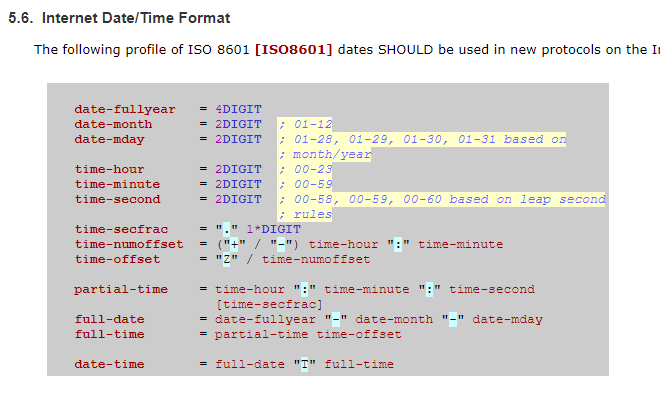 5.6. Internet Date/Time Format
The following profile of ISO 8601 [ISO8601] dates SHOULD be used in new protocols on the
date-fullyear = 4DIGIT
date-month = 2DIGIT ; 01-12
date-mday = 2DIGIT ; 01-28, 01-29, 01-30, 01-31 based on
; month/year
time-hour = 2DIGIT ; 00-23
time-minute = 2DIGIT ; 00-59
time-second = 2DIGIT ; 00-58, 00-59, 00-60 based on leap second
; rules
time-secfrac = "." 1*DIGIT
time-numoffset = ("+" / "-") time-hour ":" time-minute
time-offset = "Z" / time-numoffset
partial-time = time-hour ":" time-minute ":" time-second
[time-secfrac]
full-date = date-fullyear "-" date-month "-" date-mday
full-time = partial-time time-offset
date-time = full-date "T" full-time